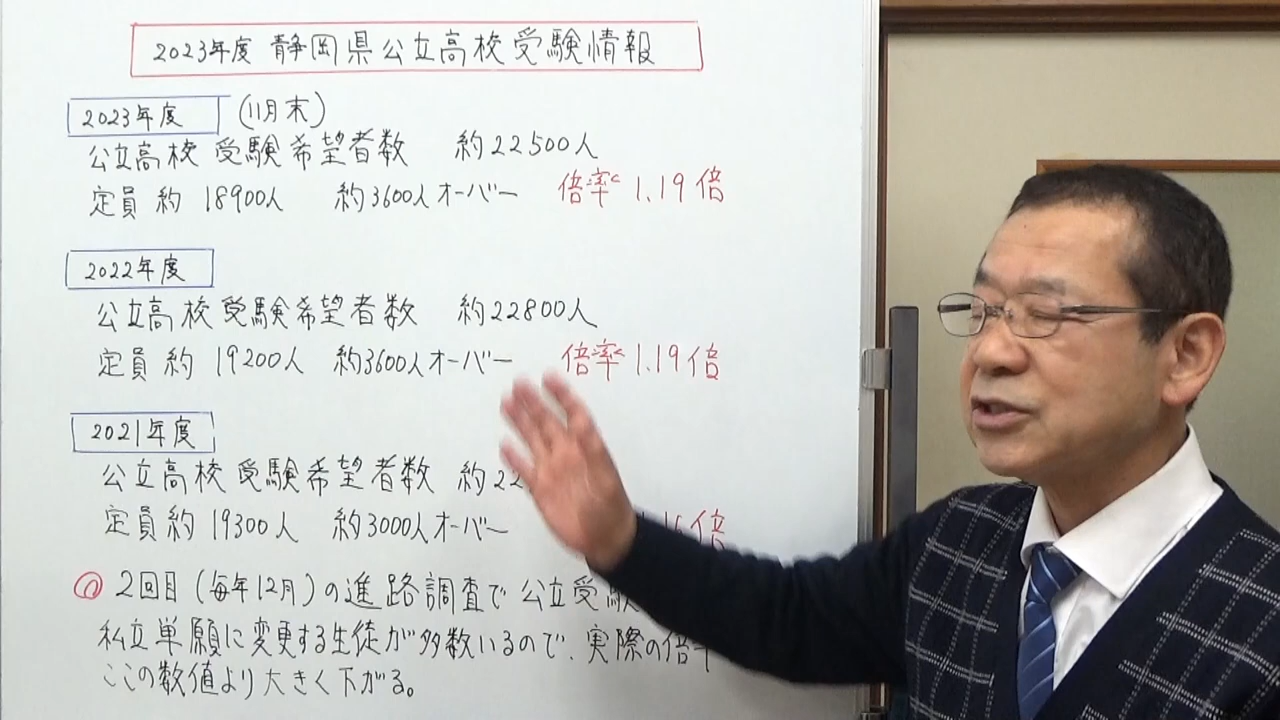 2023年度 静岡県公立高校受験情報
2023年度 (11月末)
公立高校 受験希望者数 約22500人
定員 約 18900人 約3600人オーバー 倍率 1.19倍
2022年度
公立高校受験希望者数 約22800人
定員 約 19200人 約3600人オーバー 倍率 1.19倍
2021年度
公立高校 受験希望者数 約22
定員約 19300人 約3000人オーバー 倍
◎ 2回目 (毎年12月) の進路調査で 公立受験
私立単願に変更する生徒が多数いるので、実際の倍率
ここの数値より大きく下がる。